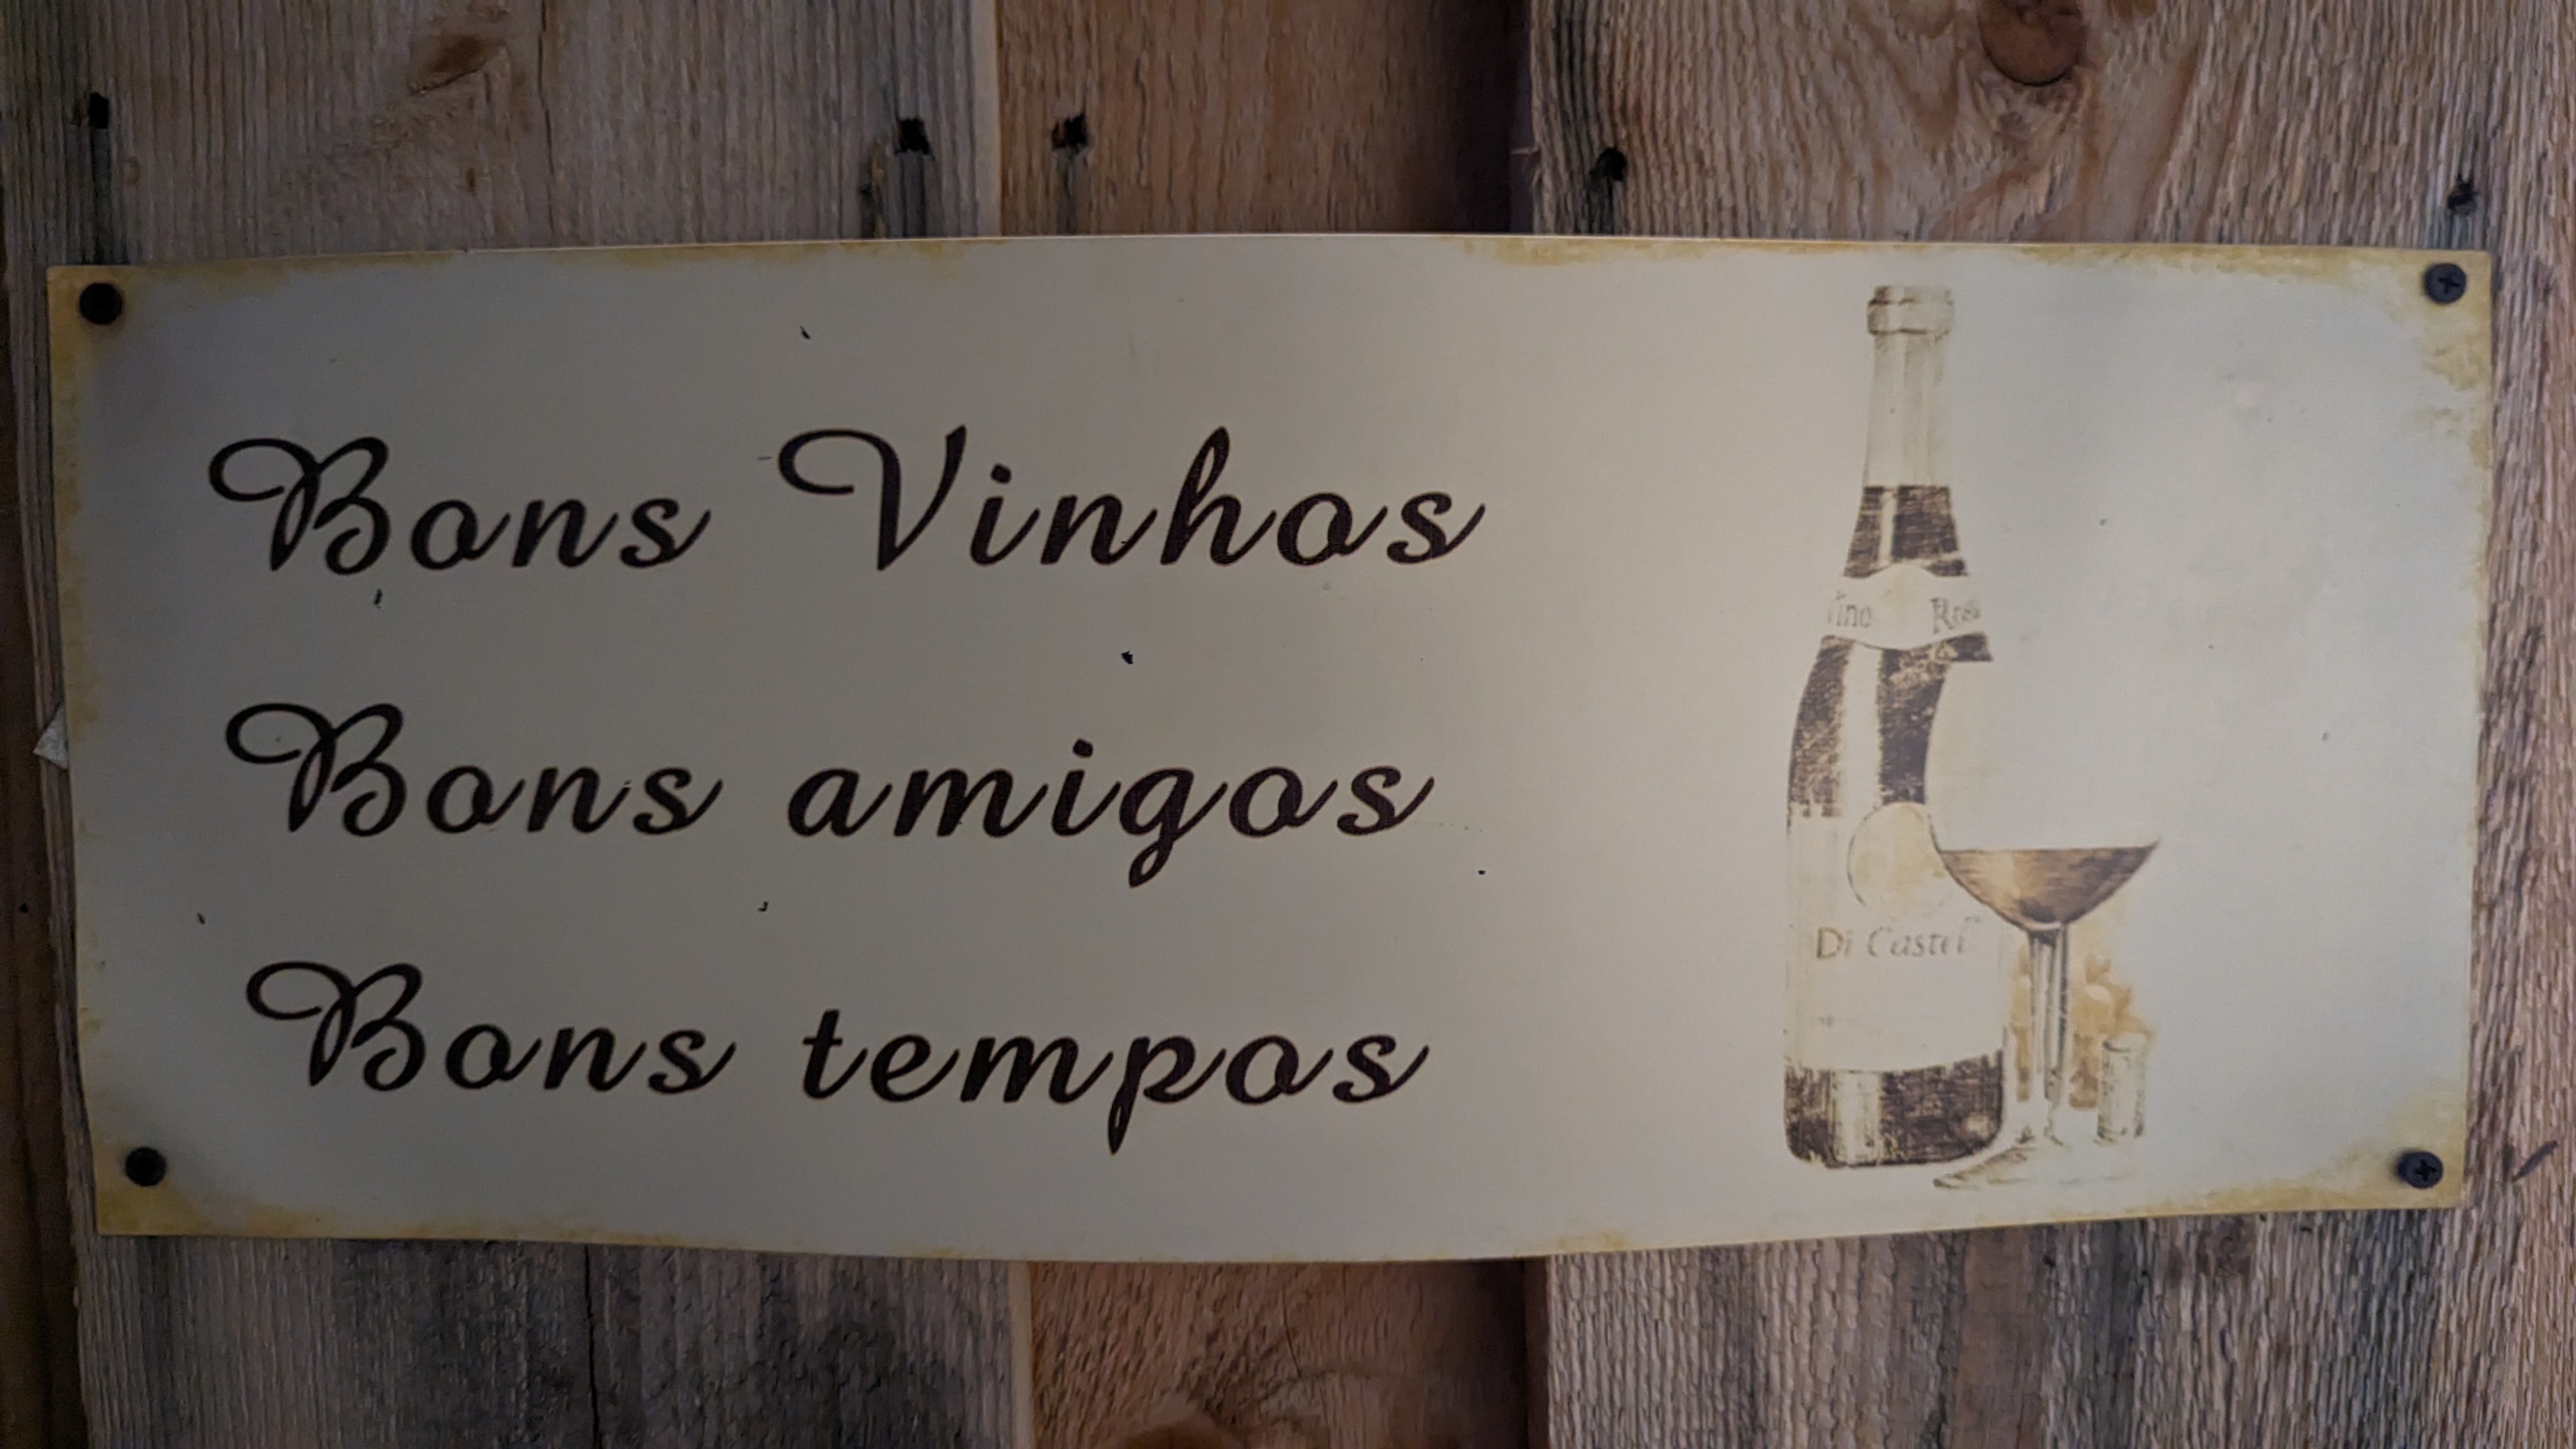 Bons Vinhos
Bons amigos
Bons tempos
Di Castel